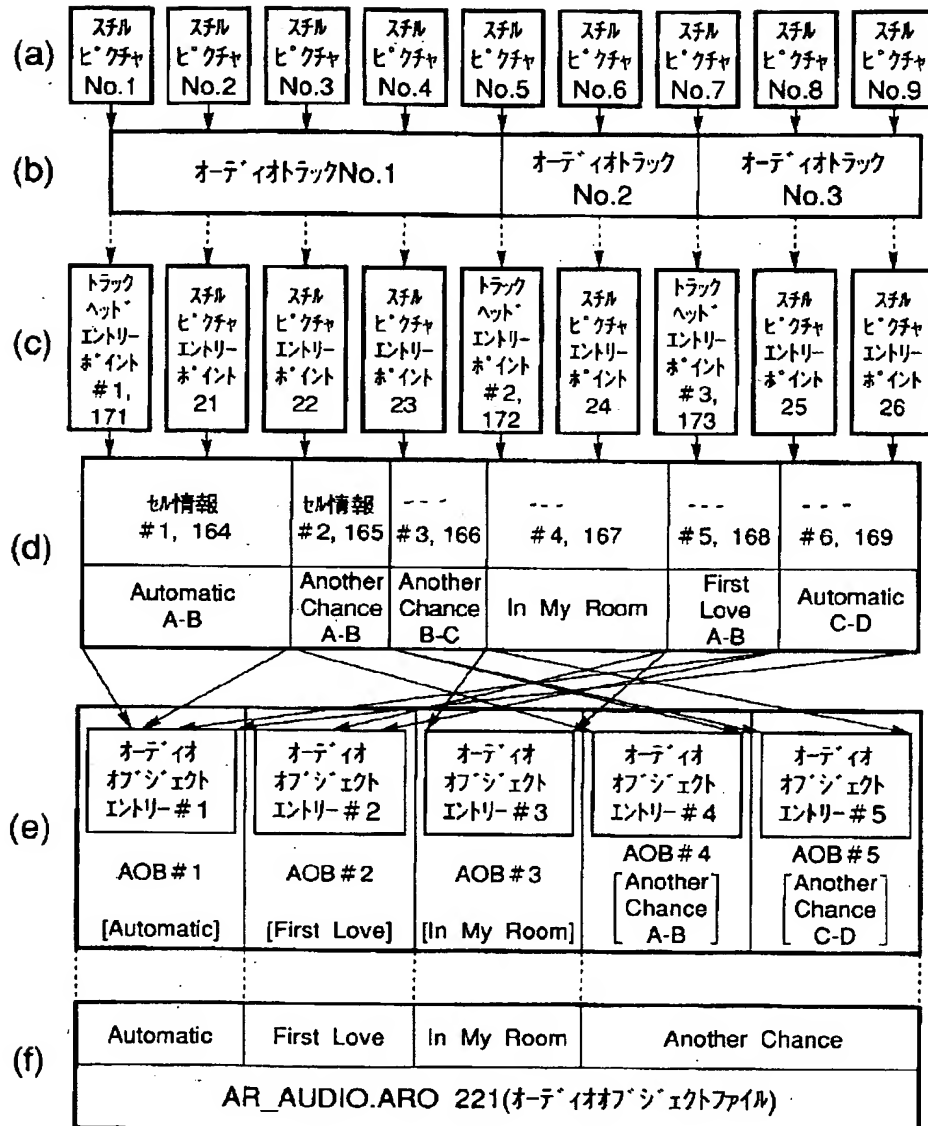 (a)
スチル
ピクチャ
No.1
スチル
ピクチャ
No.2
スチル
ピクチャ
No.3
スチル
ピクチャ
No.4
スチル
ピクチャ
No.5
スチル
ピクチャ
No.6
スチル
ピクチャ
No.7
スチル
ピクチャ
No.8
スチル
ピクチャ
No.9
(b)
オーディオトラックNo.1
オーディオトラック
No.2
オーディオトラック
No.3
(c)
トラック
ヘッド
エントリー
ポイント
#1,
171
スチル
ピクチャ
エントリー
ポイント
21
スチル
ピクチャ
エントリー
ポイント
22
スチル
ピクチャ
エントリー
ポイント
23
トラック
ヘッド
エントリー
ポイント
#2,
172
スチル
ピクチャ
エントリー
ポイント
24
トラック
ヘッド
エントリー
ポイント
#3,
173
スチル
ピクチャ
エントリー
ポイント
25
スチル
ピクチャ
エントリー
ポイント
26
(d)
セル情報
#1, 164
セル情報
#2, 165
---
#3, 166
---
#4, 167
---
#5, 168
---
#6, 169
Automatic
A-B
Another
Chance
A-B
Another
Chance
B-C
In My Room
First
Love
A-B
Automatic
C-D
(e)
オーディオ
オブジェクト
エントリー#1
オーディオ
オブジェクト
エントリー#2
オーディオ
オブジェクト
エントリー#3
オーディオ
オブジェクト
エントリー#4
オーディオ
オブジェクト
エントリー#5
AOB#1
[Automatic]
AOB#2
[First Love]
AOB#3
[In My Room]
AOB#4
[Another
Chance
A-B]
AOB#5
[Another
Chance
C-D]
(f)
Automatic
First Love
In My Room
Another Chance
AR_AUDIO.ARO 221(オーディオオブジェクトファイル)